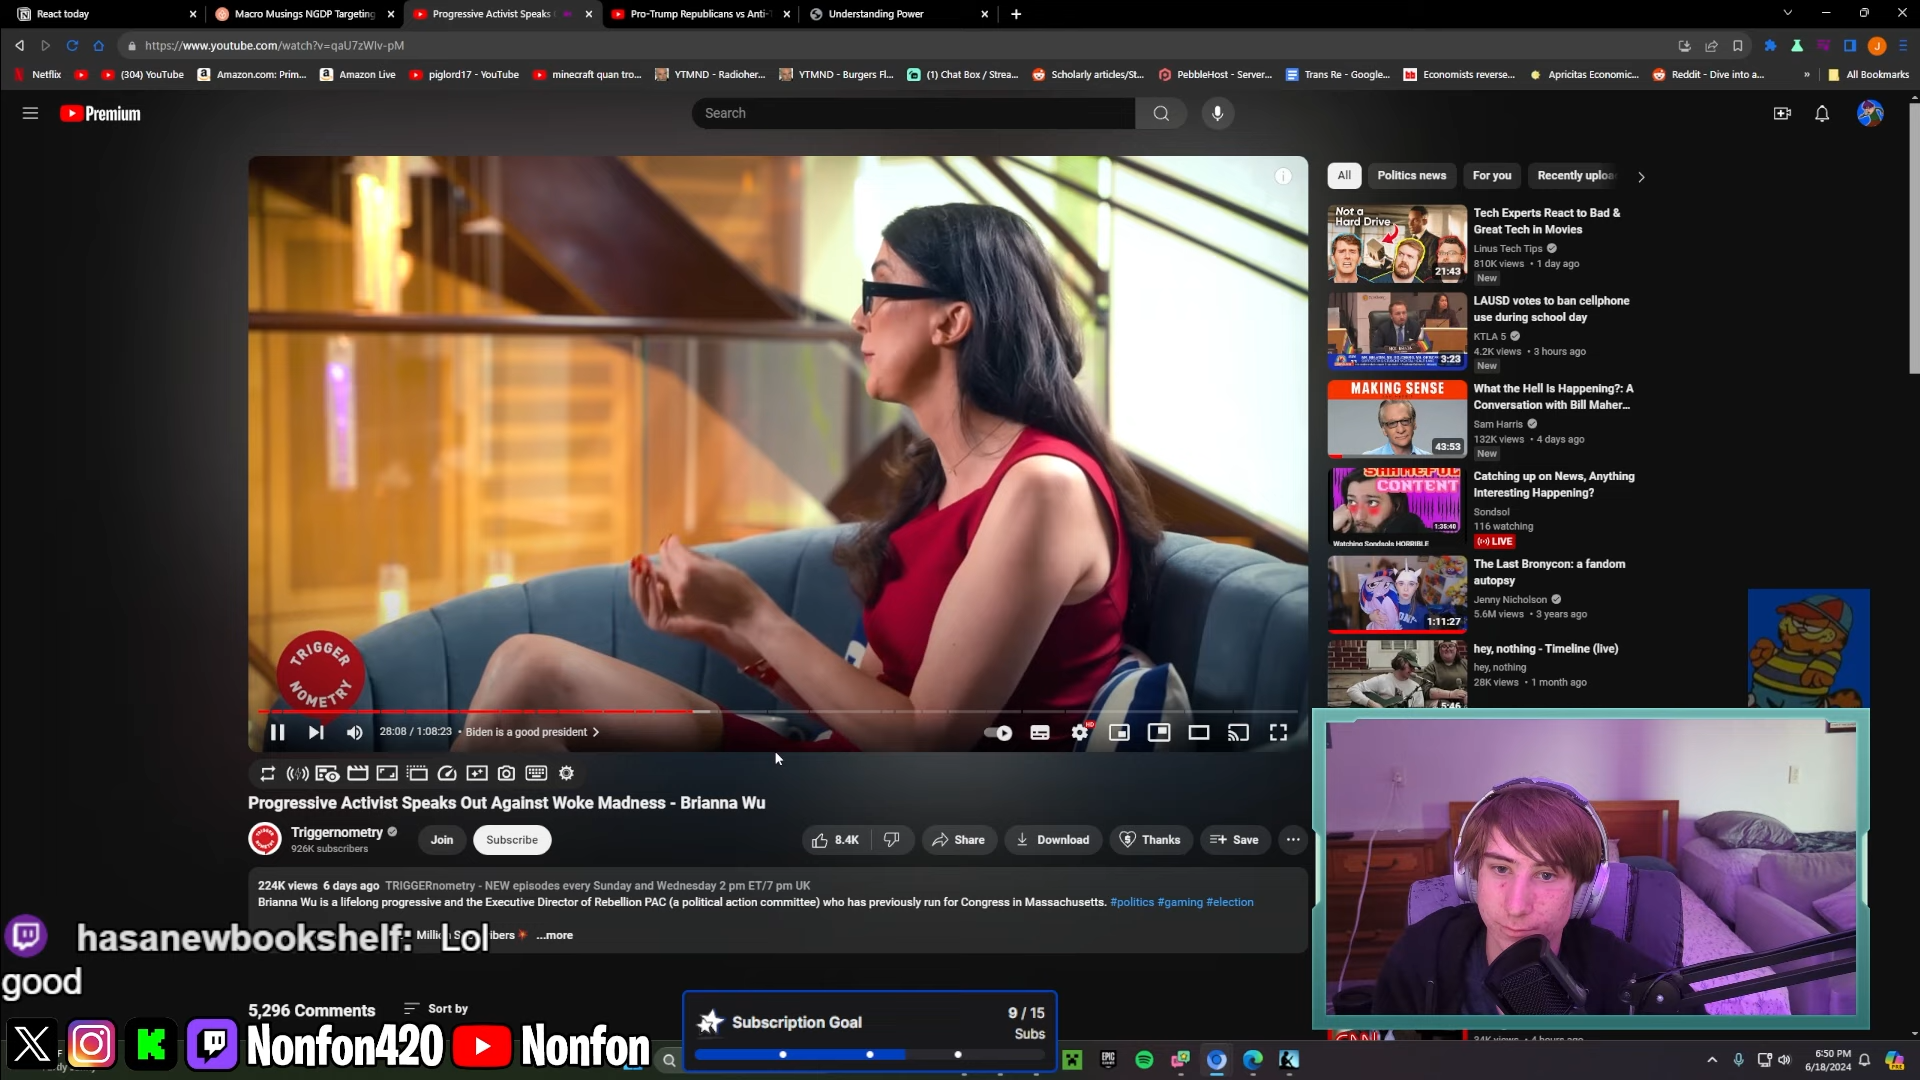 React today
Macro Musings NGDP Targeting
Progressive Activist Speaks
Pro-Trump Republicans vs Anti-T
Understanding Power
https://www.youtube.com/watch?v=qaU7zWlv-pM
Netflix
(304) YouTube
Amazon.com: Prim...
Amazon Live
piglord17 - YouTube
minecraft quan tro...
YTMND - Radioher...
YTMND - Burgers Fl...
(1) Chat Box / Strea...
Scholarly articles/St...
PebbleHost - Server...
Trans Re - Google...
Economists reverse...
Apricitas Economic...
Reddit - Dive into a...
All Bookmarks
Premium
Search
All
Politics news
For you
Recently uploa
Not a
Hard Drive
21:43
Tech Experts React to Bad &
Great Tech in Movies
Linus Tech Tips
810K views • 1 day ago
New
3:23
LAUSD votes to ban cellphone
use during school day
KTLA 5
4.2K views • 3 hours ago
New
MAKING SENSE
43:53
What the Hell Is Happening?: A
Conversation with Bill Maher...
Sam Harris
132K views • 4 days ago
New
CONTENT
1:35:40
Watching Sondsols HORRIBLE
Catching up on News, Anything
Interesting Happening?
Sondsol
116 watching
LIVE
1:11:27
The Last Bronycon: a fandom
autopsy
Jenny Nicholson
5.6M views • 3 years ago
5:46
hey, nothing - Timeline (live)
hey, nothing
28K views • 1 month ago
TRIGGER
NOMETRY
28:08 / 1:08:23 • Biden is a good president
HD
Progressive Activist Speaks Out Against Woke Madness - Brianna Wu
Triggernometry
926K subscribers
Join
Subscribe
8.4K
Share
Download
Thanks
Save
224K views 6 days ago TRIGGERnometry - NEW episodes every Sunday and Wednesday 2 pm ET/7 pm UK
Brianna Wu is a lifelong progressive and the Executive Director of Rebellion PAC (a political action committee) who has previously run for Congress in Massachusetts. #politics #gaming #election
...more
hasanewbookshelf: Lol
good
5,296 Comments
Sort by
Subscription Goal
9 / 15
Subs
Nonfon420
Nonfon
EPIC
6:50 PM
6/18/2024